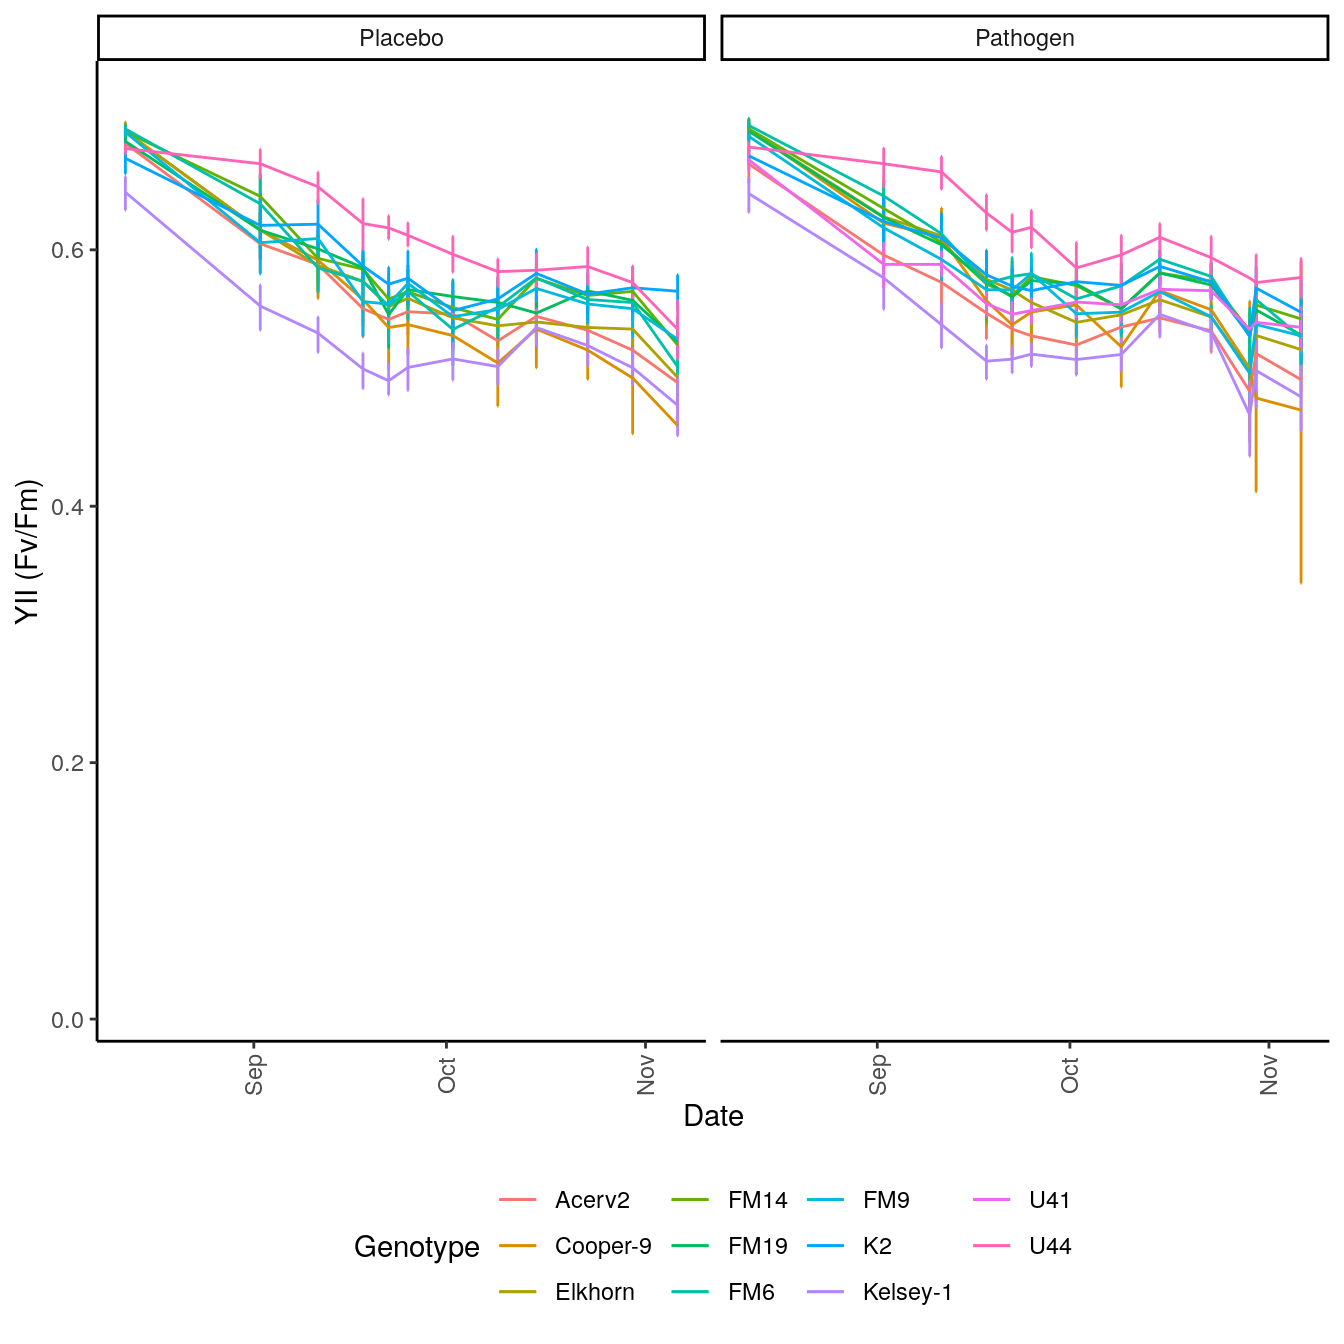 Placebo Pathogen
YII (Fv/Fm)
0.6
0.4
0.2
0.0
Sep Oct Nov Sep Oct Nov
Date
Genotype
Acerv2 FM14 FM9 U41
Cooper-9 FM19 K2 U44
Elkhorn FM6 Kelsey-1